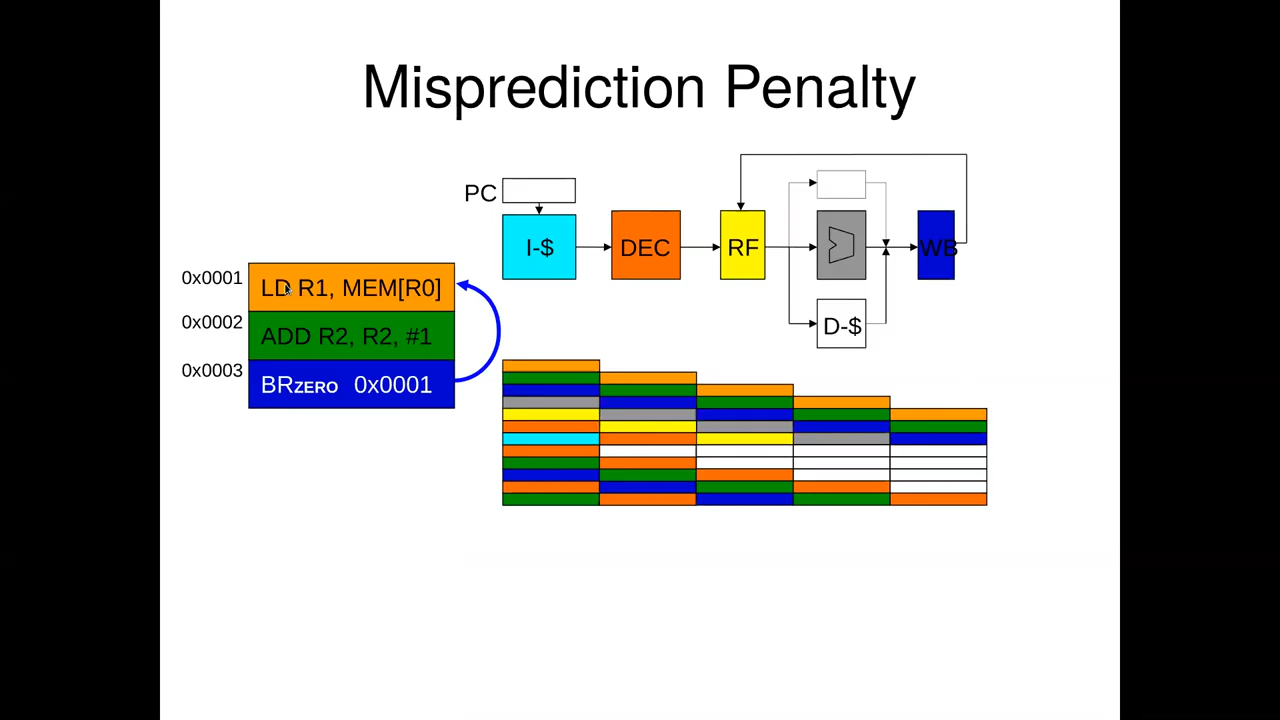 Misprediction Penalty
PC
I-$
DEC
RF
WB
D-$
0x0001
LD R1, MEM[R0]
0x0002
ADD R2, R2, #1
0x0003
BRZERO 0x0001